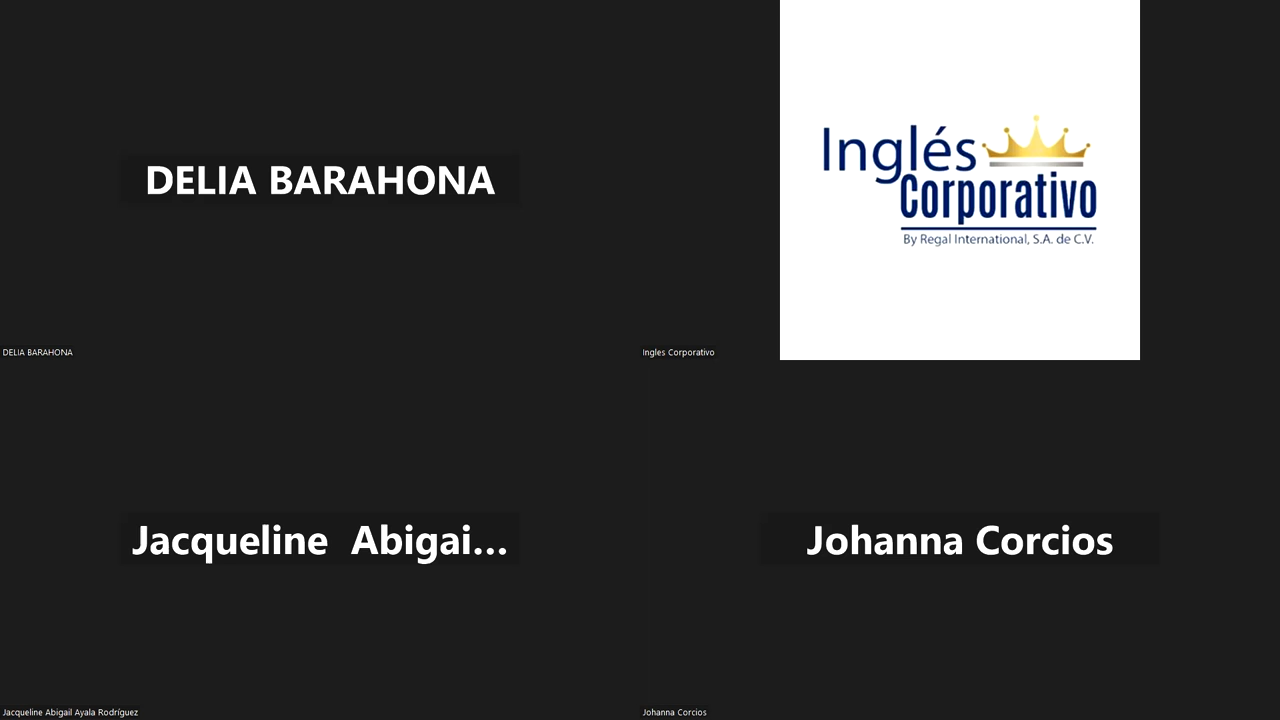 DELIA BARAHONA
DELIA BARAHONA
Inglés
Corporativo
By Regal International, S.A. de C.V.
Ingles Corporativo
Jacqueline Abigai...
Jacqueline Abigail Ayala Rodríguez
Johanna Corcios
Johanna Corcios